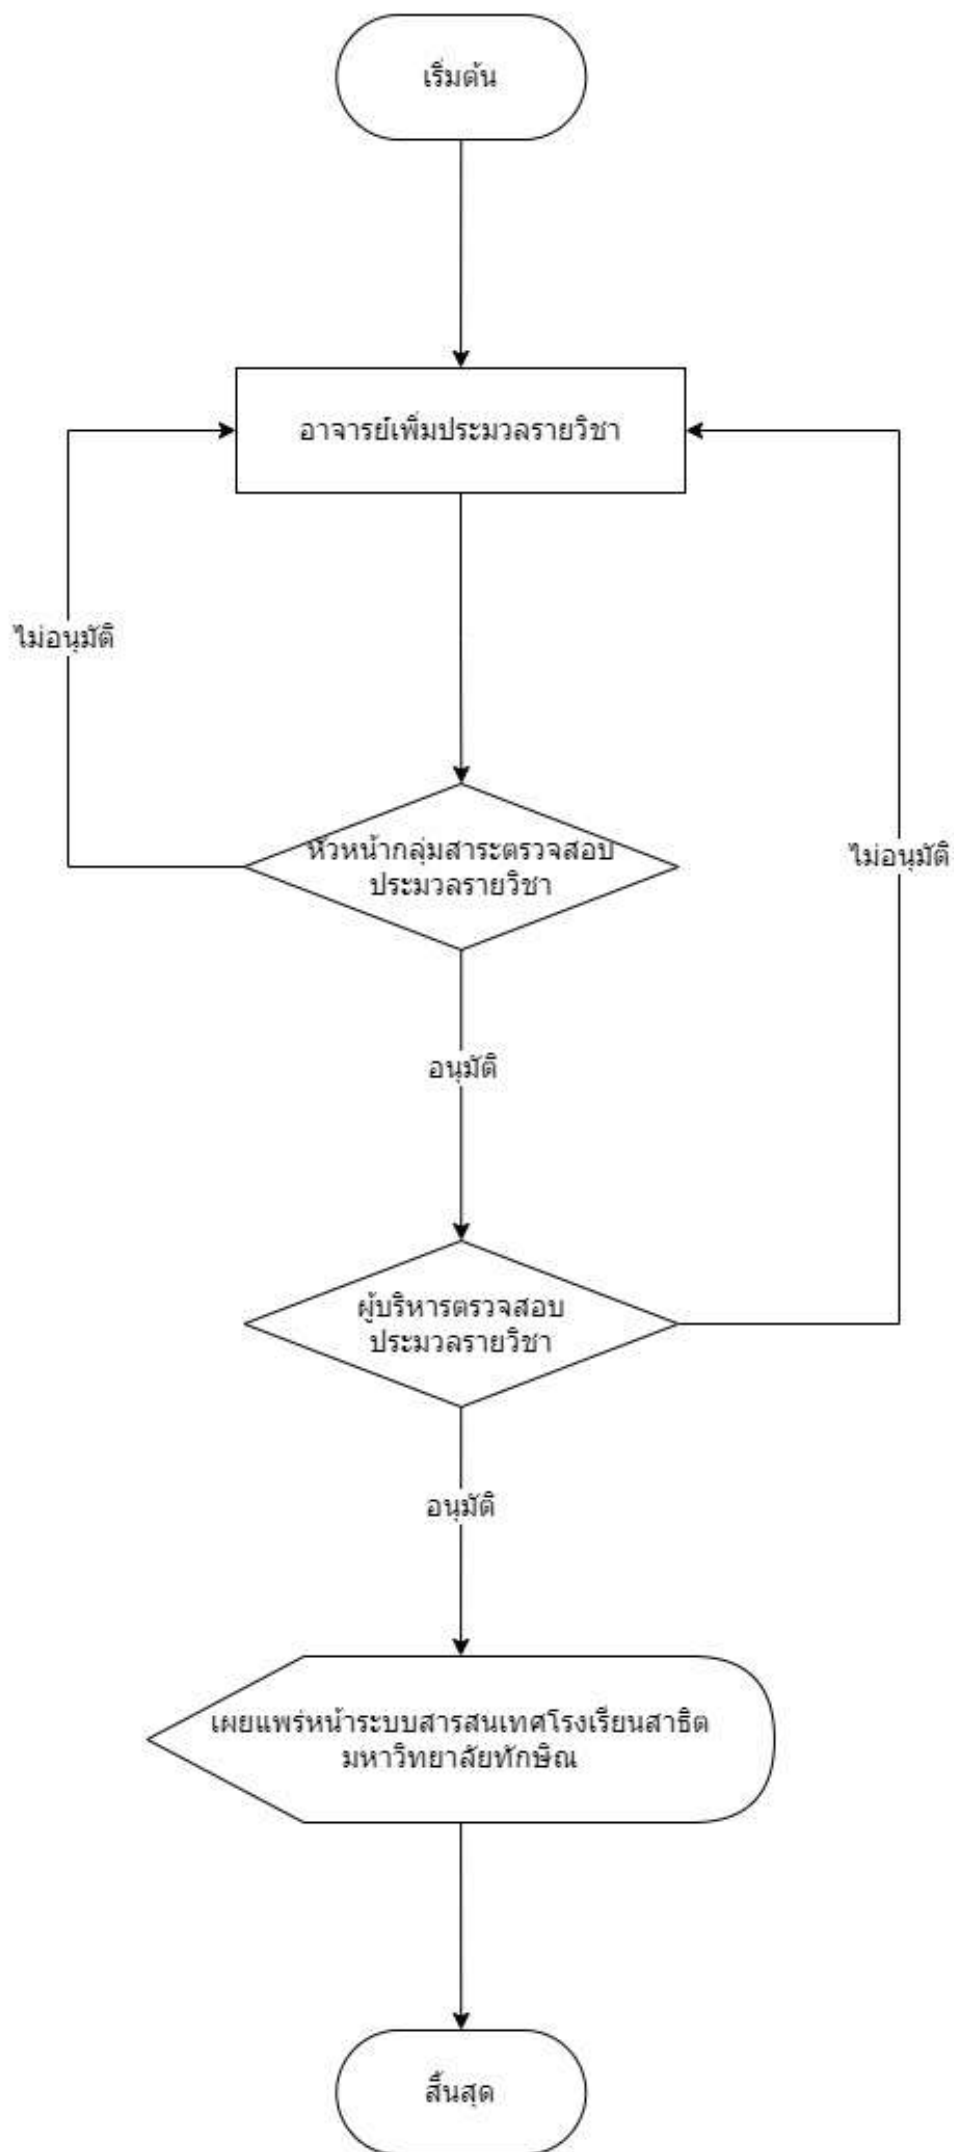 เริ่มต้น
อาจารย์เพิ่มประมวลรายวิชา
ไม่อนุมัติ
หัวหน้ากลุ่มสาระตรวจสอบ
ประมวลรายวิชา
ไม่อนุมัติ
อนุมัติ
ผู้บริหารตรวจสอบ
ประมวลรายวิชา
อนุมัติ
เผยแพร่หน้าระบบสารสนเทศโรงเรียนสาธิต
มหาวิทยาลัยทักษิณ
สิ้นสุด